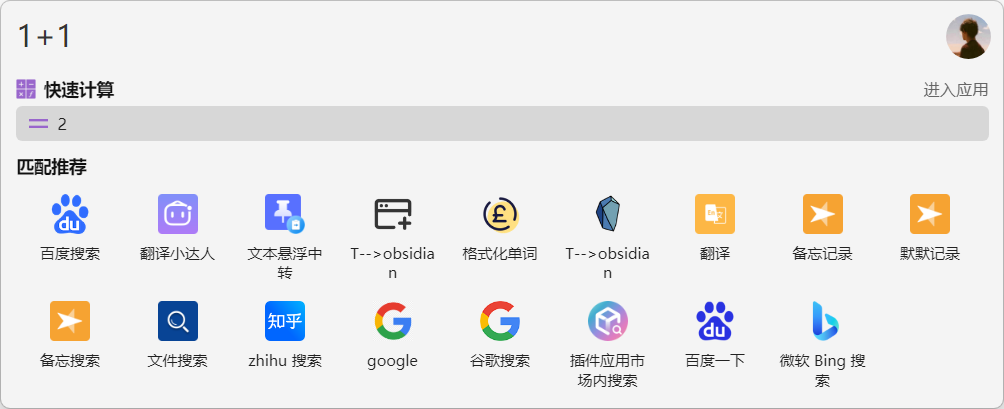 1+1
快速计算 进入应用
2
匹配推荐
百度搜索 翻译小达人 文本悬浮中转 T-->obsidian 格式化单词 T-->obsidian 翻译 备忘记录 默默记录
知乎
备忘搜索 文件搜索 zhihu 搜索 google 谷歌搜索 插件应用市场内搜索 百度一下 微软 Bing 搜索